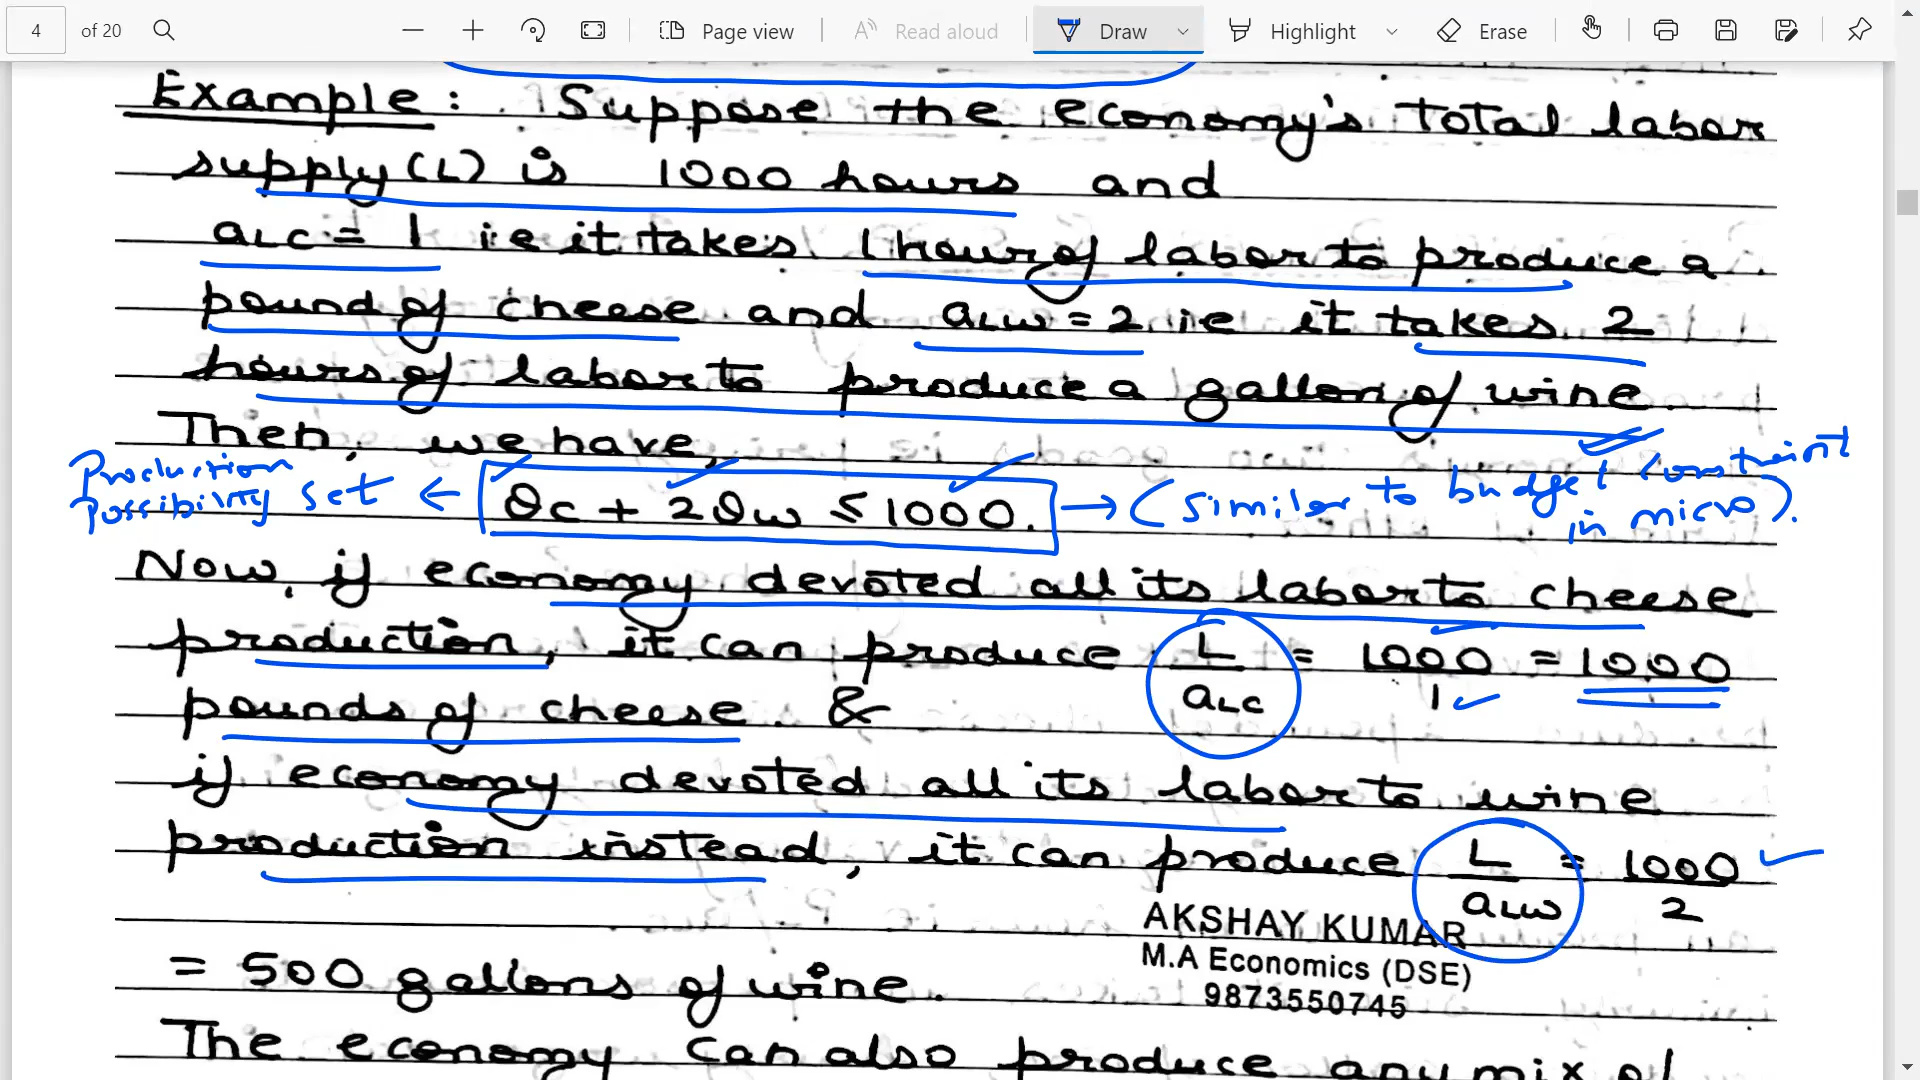 4 of 20 Page view Read aloud Draw Highlight Erase
Example: Suppose the economy's total labor
supply (L) is 1000 hours and
aLC = 1 ie it takes 1 hour of labor to produce a
pound of cheese and aLW = 2 ie it takes 2
hours of labor to produce a gallon of wine.
Then, we have,
Production
Possibility set ← QC + 2QW ≤ 1000. → (similar to budget constraint
in micro).
Now, if economy devoted all its labor to cheese
production, it can produce L/aLC = 1000/1 = 1000
pounds of cheese &
if economy devoted all its labor to wine
production instead, it can produce L/aLW = 1000/2
AKSHAY KUMAR
M.A Economics (DSE)
9873550745
= 500 gallons of wine.
The economy can also produce any mix of